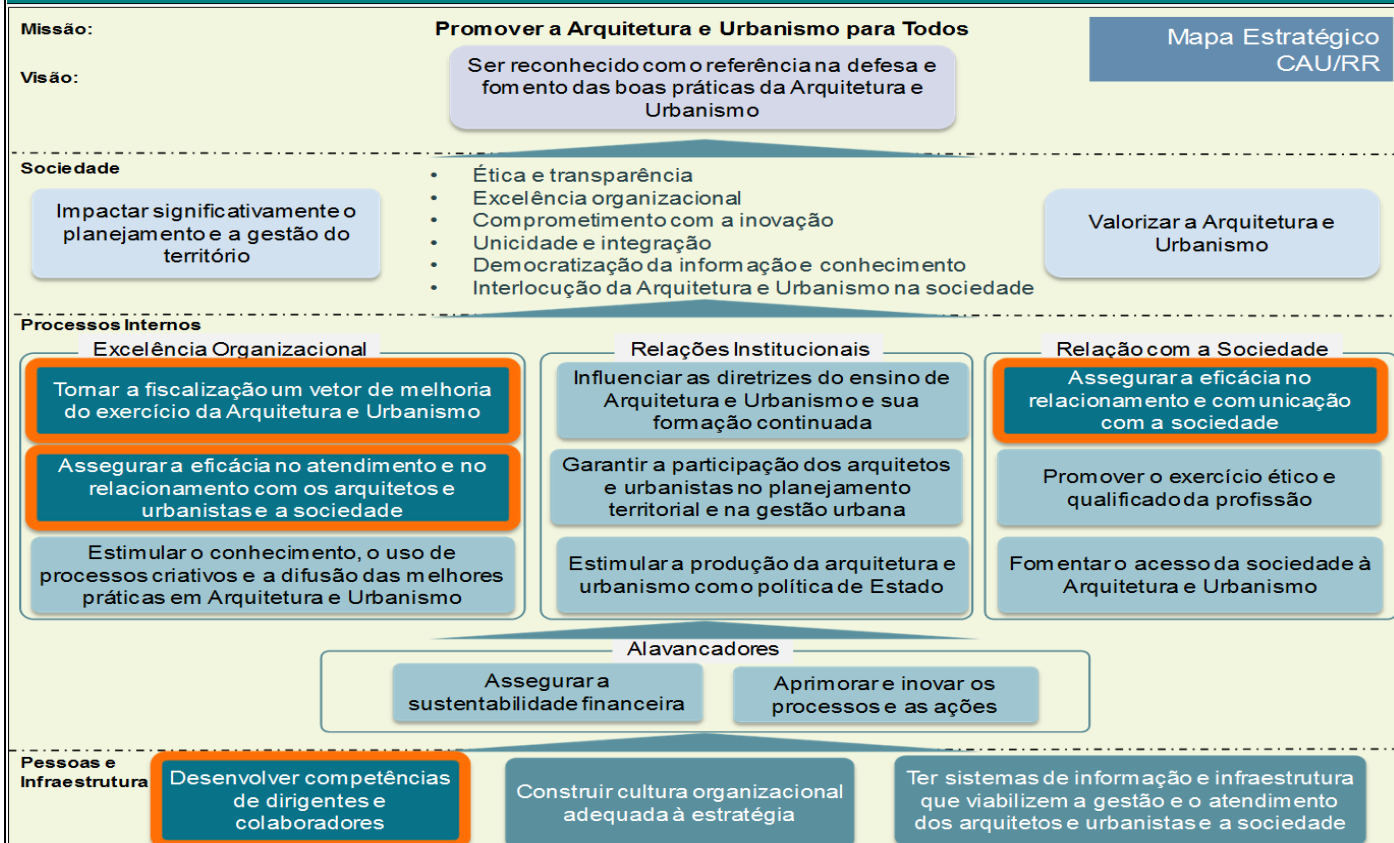 Missão:
Promover a Arquitetura e Urbanismo para Todos
Mapa Estratégico
CAU/RR
Visão:
Ser reconhecido como referência na defesa e
fomento das boas práticas da Arquitetura e
Urbanismo
Sociedade
Impactar significativamente o
planejamento e a gestão do
território
• Ética e transparência
• Excelência organizacional
• Comprometimento com a inovação
• Unicidade e integração
• Democratização da informação e conhecimento
• Interlocução da Arquitetura e Urbanismo na sociedade
Valorizar a Arquitetura e
Urbanismo
Processos Internos
Excelência Organizacional
Tornar a fiscalização um vetor de melhoria
do exercício da Arquitetura e Urbanismo
Assegurar a eficácia no atendimento e no
relacionamento com os arquitetos e
urbanistas e a sociedade
Estimular o conhecimento, o uso de
processos criativos e a difusão das melhores
práticas em Arquitetura e Urbanismo
Relações Institucionais
Influenciar as diretrizes do ensino de
Arquitetura e Urbanismo e sua
formação continuada
Garantir a participação dos arquitetos
e urbanistas no planejamento
territorial e na gestão urbana
Estimular a produção da arquitetura e
urbanismo como política de Estado
Relação com a Sociedade
Assegurar a eficácia no
relacionamento e comunicação
com a sociedade
Promover o exercício ético e
qualificado da profissão
Fomentar o acesso da sociedade à
Arquitetura e Urbanismo
Alavancadores
Assegurar a
sustentabilidade financeira
Aprimorar e inovar os
processos e as ações
Pessoas e
Infraestrutura
Desenvolver competências
de dirigentes e
colaboradores
Construir cultura organizacional
adequada à estratégia
Ter sistemas de informação e infraestrutura
que viabilizem a gestão e o atendimento
dos arquitetos e urbanistas e a sociedade